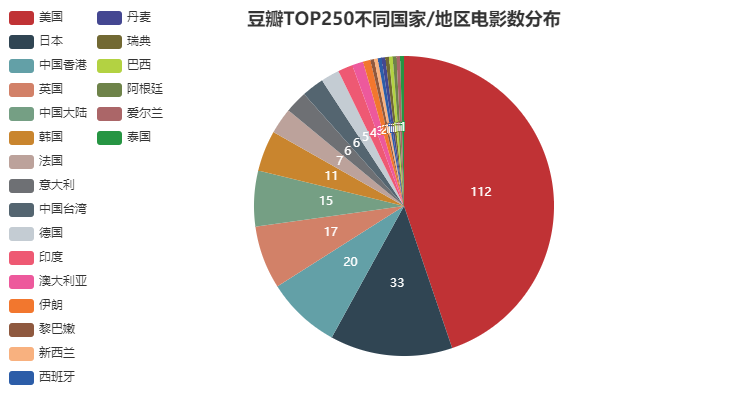 豆瓣TOP250不同国家/地区电影数分布
美国
日本
中国香港
英国
中国大陆
韩国
法国
意大利
中国台湾
德国
印度
澳大利亚
伊朗
黎巴嫩
新西兰
西班牙
丹麦
瑞典
巴西
阿根廷
爱尔兰
泰国
112
33
20
17
15
11
7
6
6
5
4
3
2